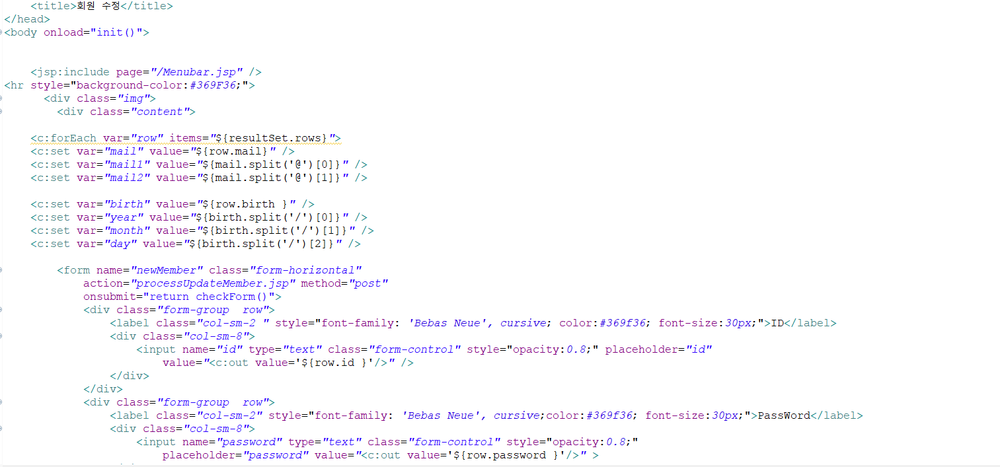 <title>회원 수정</title>
</head>
<body onload="init()">
<jsp:include page="/Menubar.jsp" />
<hr style="background-color:#369F36;">
<div class="img">
<div class="content">
<c:forEach var="row" items="${resultSet.rows}">
<c:set var="mail" value="${row.mail}" />
<c:set var="mail1" value="${mail.split('@')[0]}" />
<c:set var="mail2" value="${mail.split('@')[1]}" />
<c:set var="birth" value="${row.birth }" />
<c:set var="year" value="${birth.split('/')[0]}" />
<c:set var="month" value="${birth.split('/')[1]}" />
<c:set var="day" value="${birth.split('/')[2]}" />
<form name="newMember" class="form-horizontal"
action="processUpdateMember.jsp" method="post"
onsubmit="return checkForm()">
<div class="form-group  row">
<label class="col-sm-2 " style="font-family: 'Bebas Neue', cursive; color:#369f36; font-size:30px;">ID</label>
<div class="col-sm-8">
<input name="id" type="text" class="form-control" style="opacity:0.8;" placeholder="id"
value="<c:out value='${row.id }'/>" />
</div>
</div>
<div class="form-group  row">
<label class="col-sm-2" style="font-family: 'Bebas Neue', cursive;color:#369f36; font-size:30px;">PassWord</label>
<div class="col-sm-8">
<input name="password" type="text" class="form-control" style="opacity:0.8;"
placeholder="password" value="<c:out value='${row.password }'/>" >